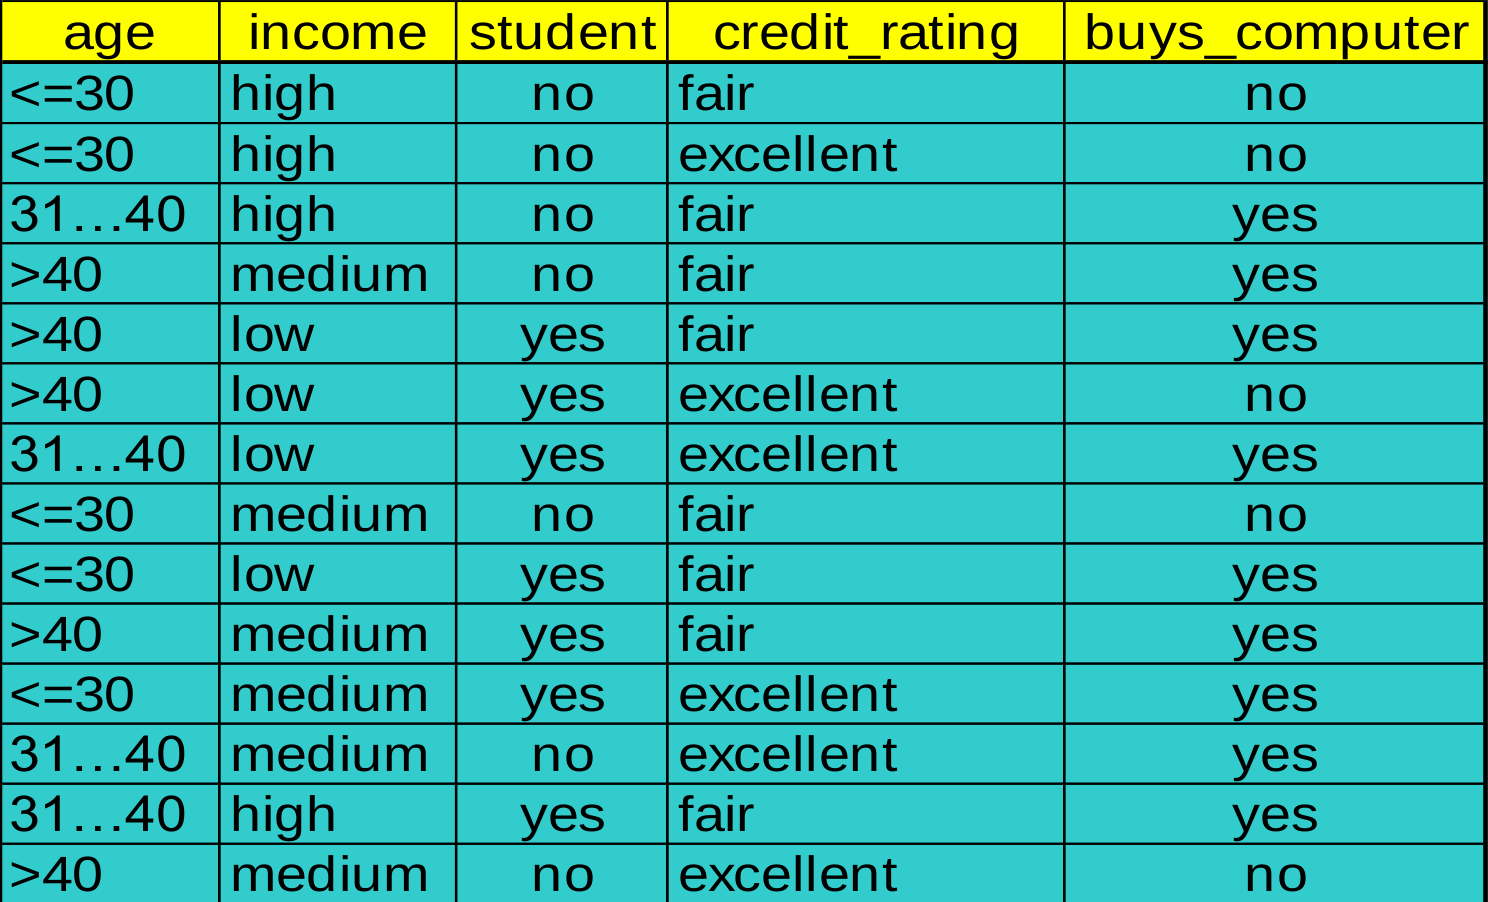 age income student credit_rating buys_computer
<=30 high no fair no
<=30 high no excellent no
31…40 high no fair yes
>40 medium no fair yes
>40 low yes fair yes
>40 low yes excellent no
31…40 low yes excellent yes
<=30 medium no fair no
<=30 low yes fair yes
>40 medium yes fair yes
<=30 medium yes excellent yes
31…40 medium no excellent yes
31…40 high yes fair yes
>40 medium no excellent no